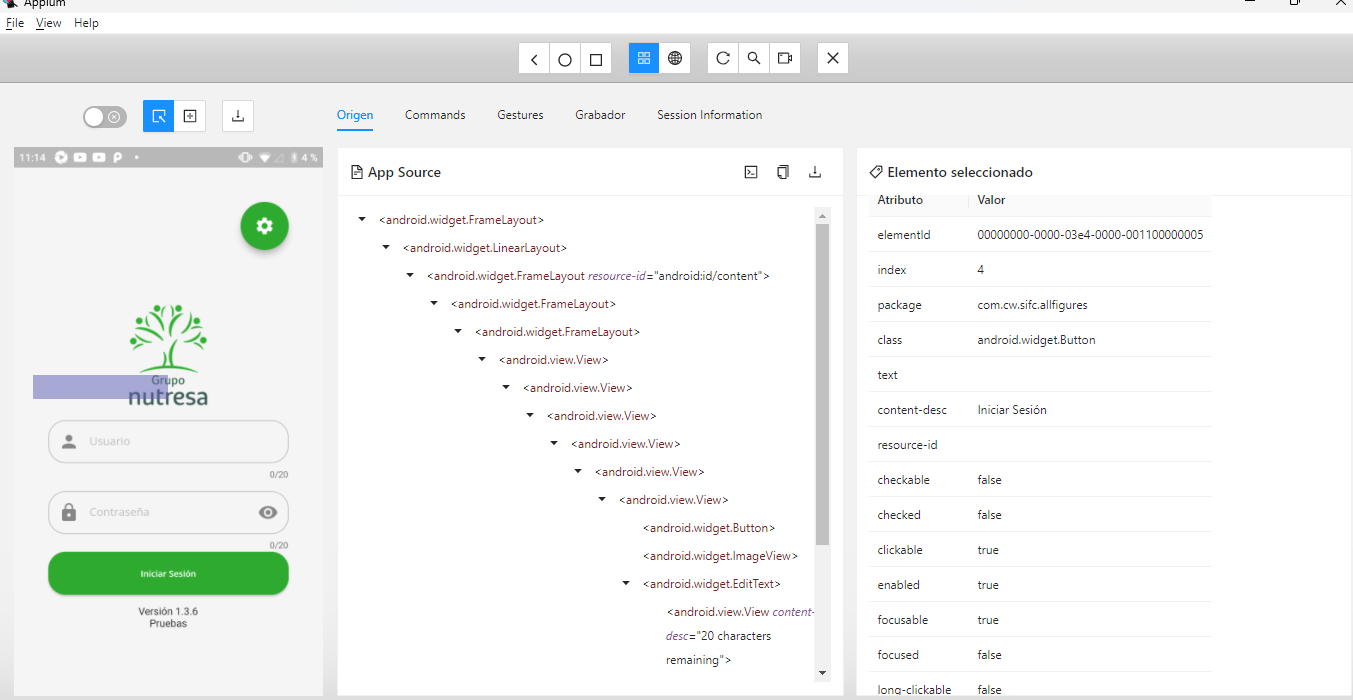 Appium
File View Help
Origen Commands Gestures Grabador Session Information
11:14 4 %
Grupo
nutresa
Usuario
0/20
Contraseña
0/20
Iniciar Sesión
Versión 1.3.6
Pruebas
App Source
<android.widget.FrameLayout>
<android.widget.LinearLayout>
<android.widget.FrameLayout resource-id="android:id/content">
<android.widget.FrameLayout>
<android.widget.FrameLayout>
<android.view.View>
<android.view.View>
<android.view.View>
<android.view.View>
<android.view.View>
<android.view.View>
<android.widget.Button>
<android.widget.ImageView>
<android.widget.EditText>
<android.view.View content-
desc="20 characters
remaining">
Elemento seleccionado
Atributo Valor
elementId 00000000-0000-03e4-0000-001100000005
index 4
package com.cw.sifc.allfigures
class android.widget.Button
text
content-desc Iniciar Sesión
resource-id
checkable false
checked false
clickable true
enabled true
focusable true
focused false
long-clickable false